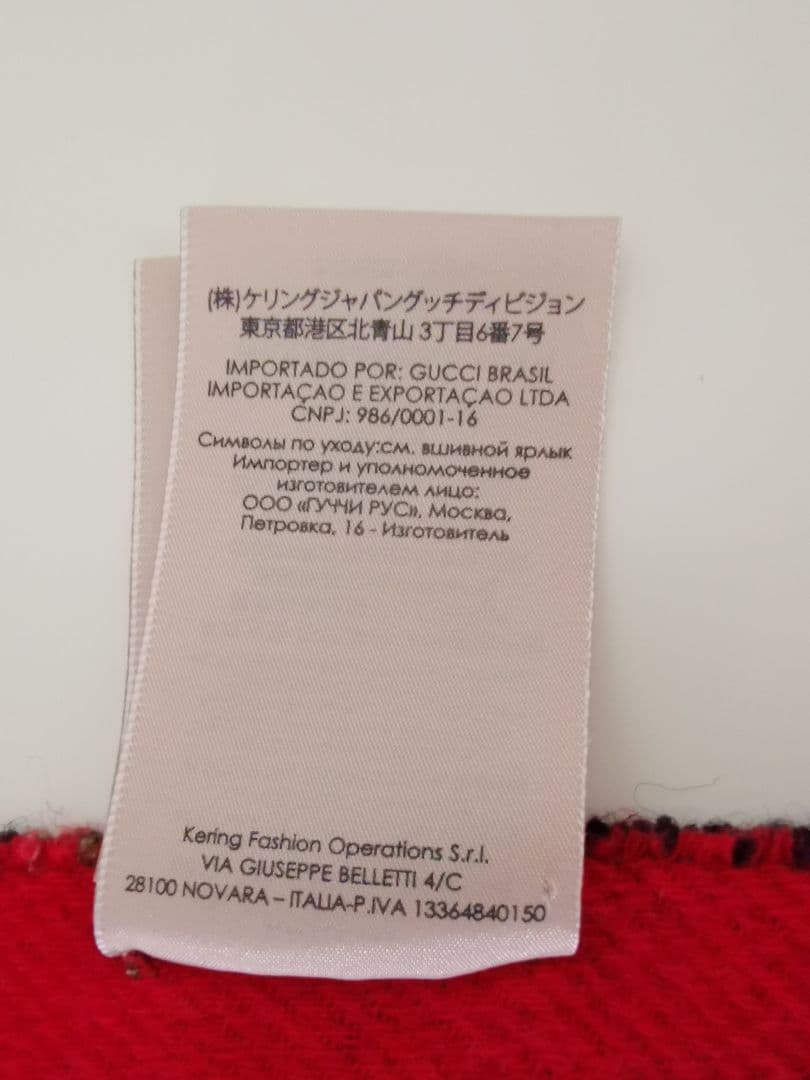 (株)ケリングジャパングッチディビジョン
東京都港区北青山 3丁目6番7号
IMPORTADO POR: GUCCI BRASIL
IMPORTAÇAO E EXPORTAÇAO LTDA
CNPJ: 986/0001-16
Символы по уходу:см. вшивной ярлык
Импортер и уполномоченное
изготовителем лицо:
ООО «ГУЧЧИ РУС», Москва,
Петровка, 16 - Изготовитель
Kering Fashion Operations S.r.l.
VIA GIUSEPPE BELLETTI 4/C
28100 NOVARA – ITALIA-P.IVA 13364840150